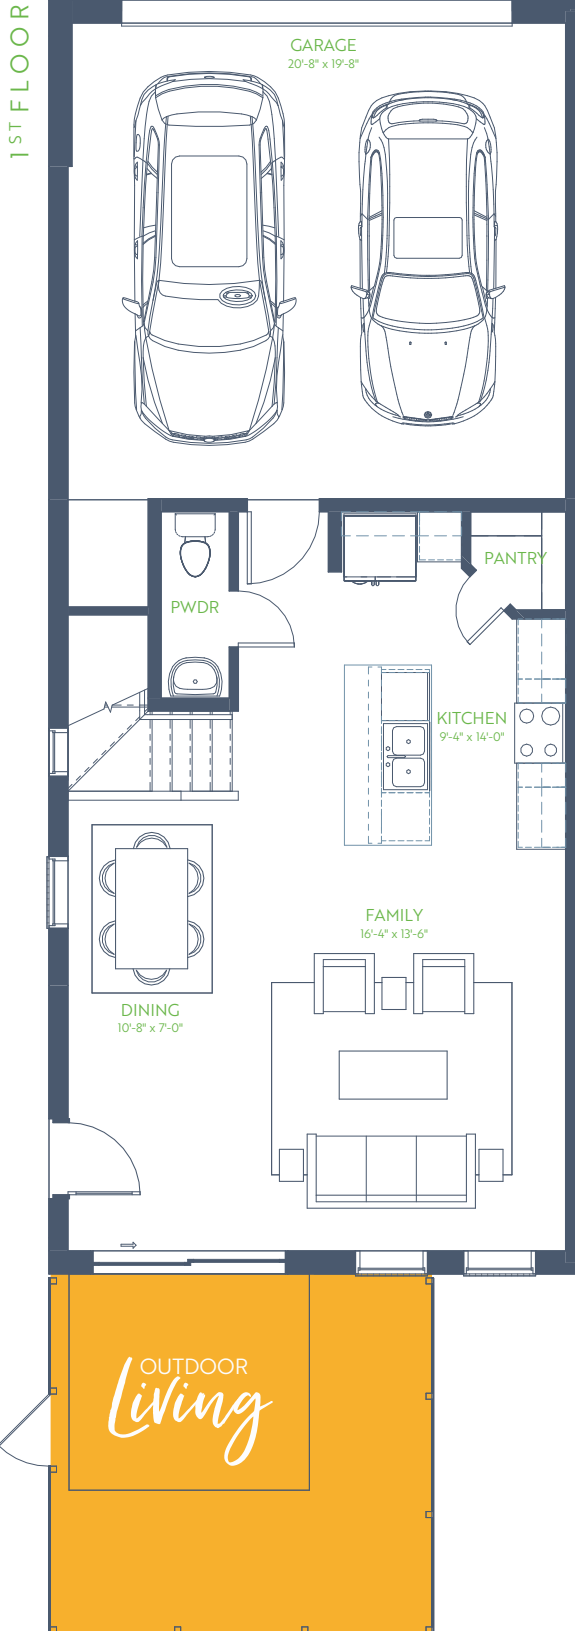 1ST FLOOR
GARAGE
20'-8" x 19'-8"
PANTRY
PWDR
KITCHEN
9'-4" x 14'-0"
FAMILY
16'-4" x 13'-6"
DINING
10'-8" x 7'-0"
OUTDOOR
Living